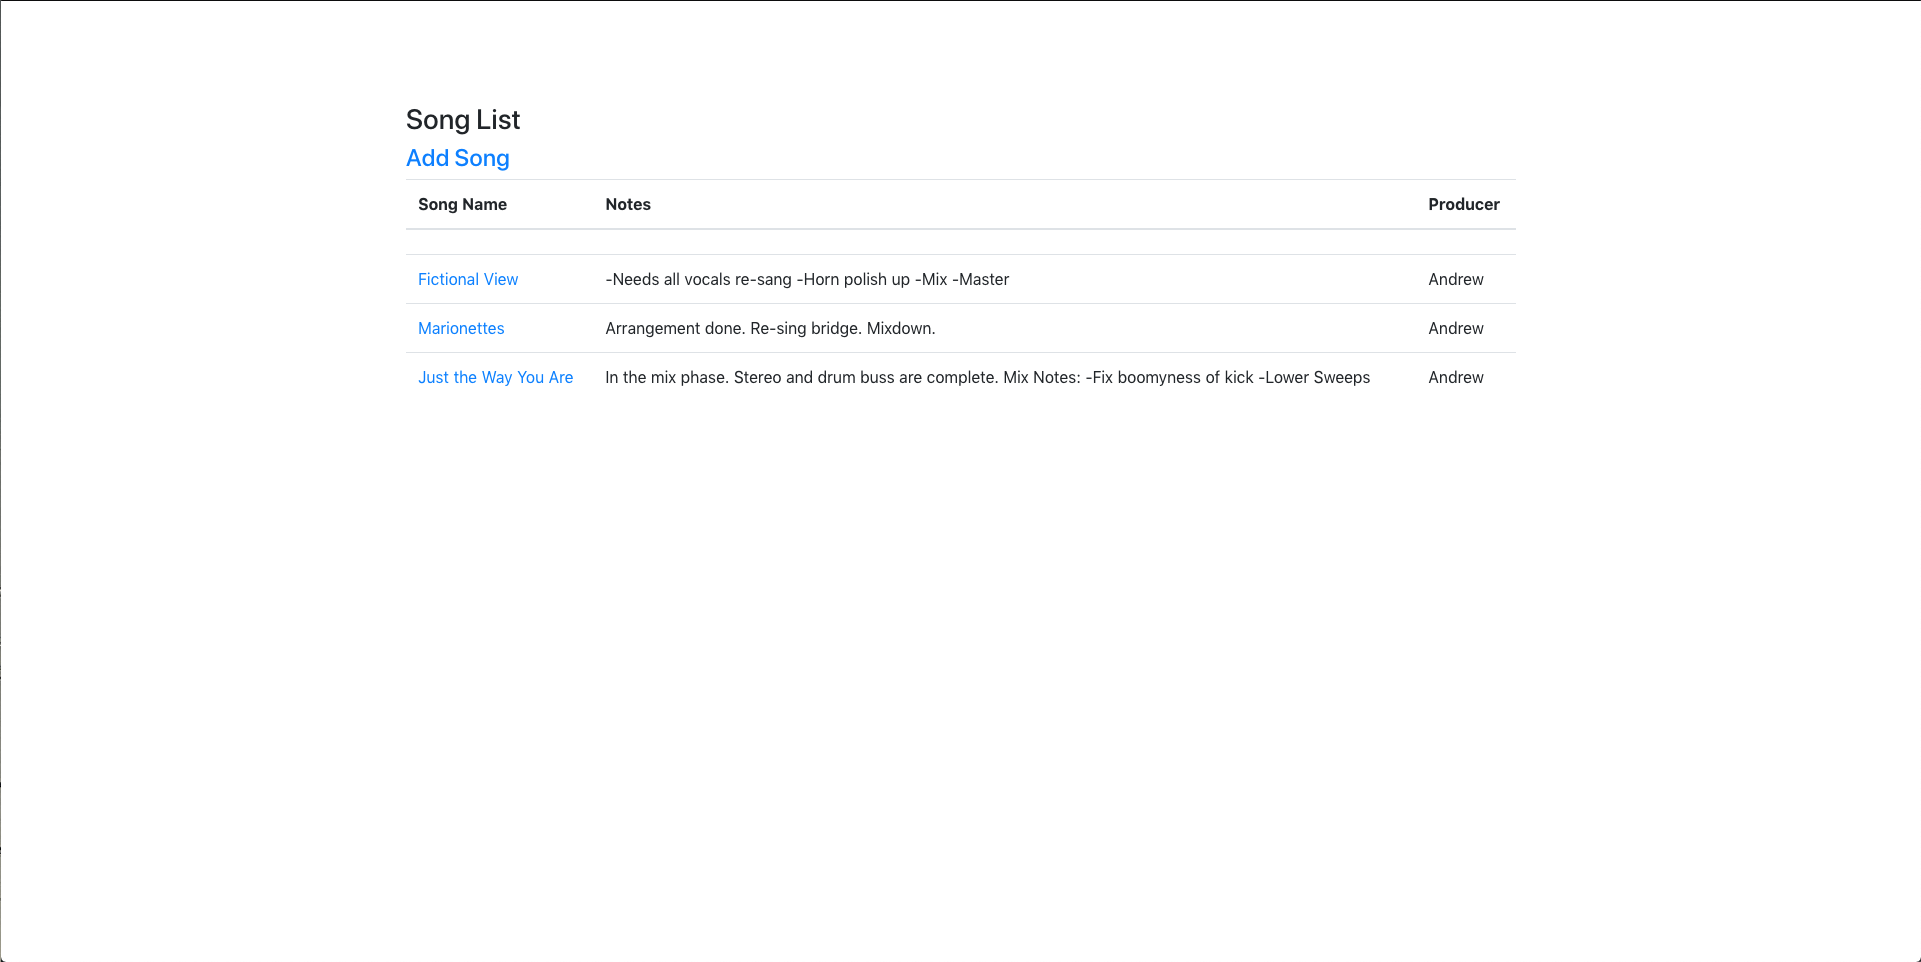 Song List
Add Song
Song Name Notes Producer
Fictional View -Needs all vocals re-sang -Horn polish up -Mix -Master Andrew
Marionettes Arrangement done. Re-sing bridge. Mixdown. Andrew
Just the Way You Are In the mix phase. Stereo and drum buss are complete. Mix Notes: -Fix boomyness of kick -Lower Sweeps Andrew